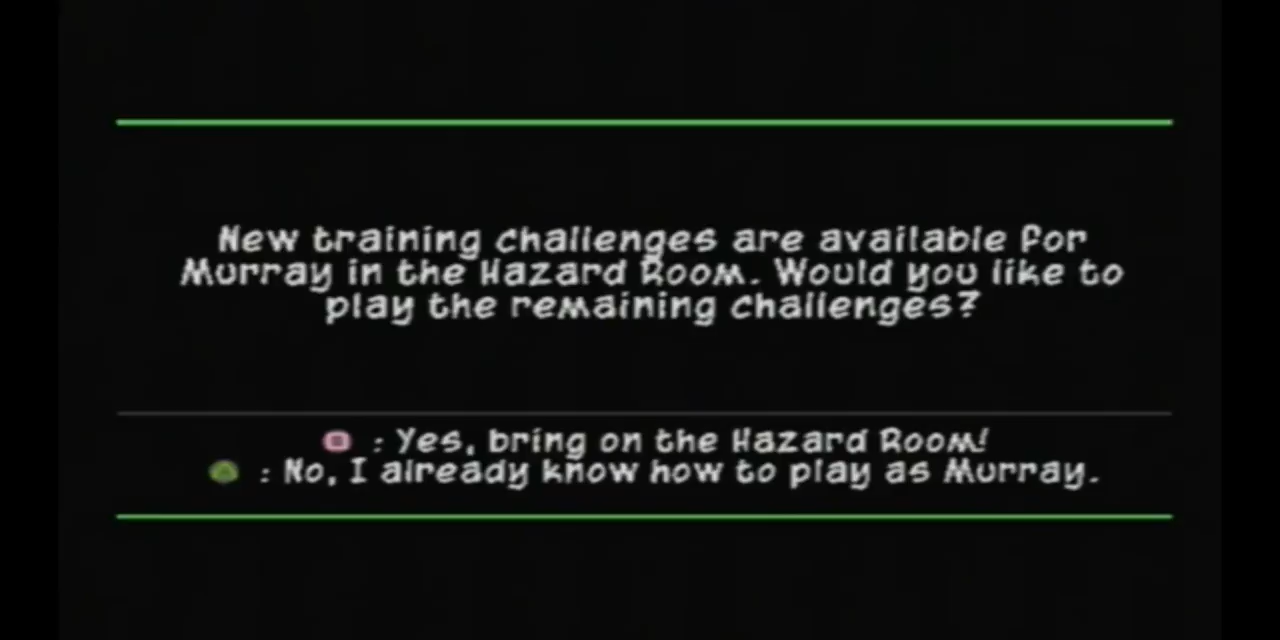 New training challenges are available for
Murray in the Hazard Room. Would you like to
play the remaining challenges?
: Yes, bring on the Hazard Room!
: No, I already know how to play as Murray.